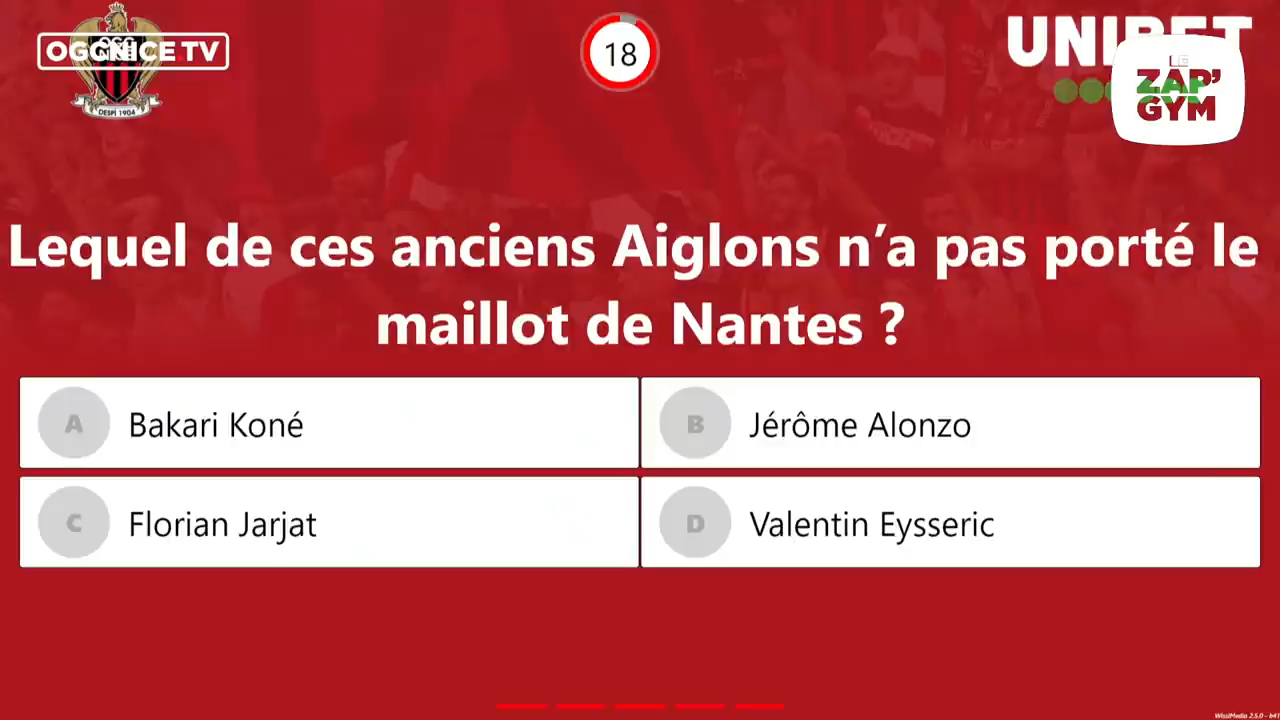 OGCNICE.TV
DESPÍ 1904
18
UNIBET
LE
ZAP'
GYM
Lequel de ces anciens Aiglons n’a pas porté le
maillot de Nantes ?
A Bakari Koné
B Jérôme Alonzo
C Florian Jarjat
D Valentin Eysseric